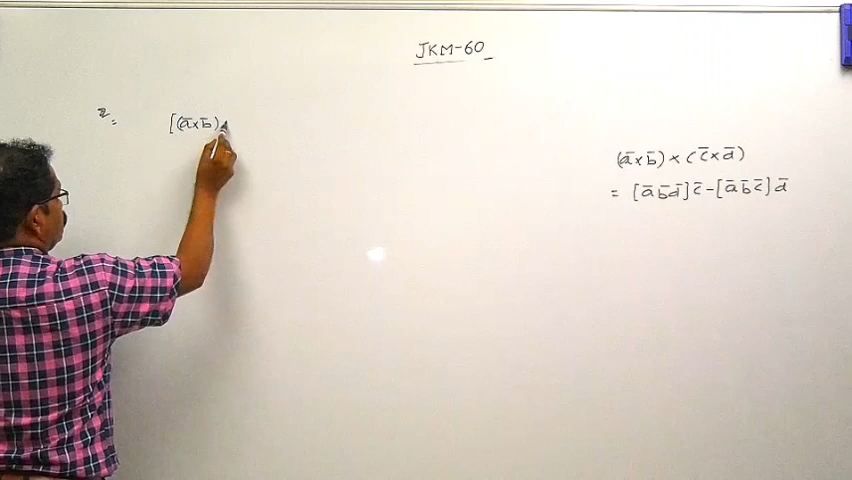 JKM-60
2. [(a̅×b̅)
(a̅×b̅)×(c̅×d̅)
= [a̅ b̅ d̅] c̅ - [a̅ b̅ c̅] d̅